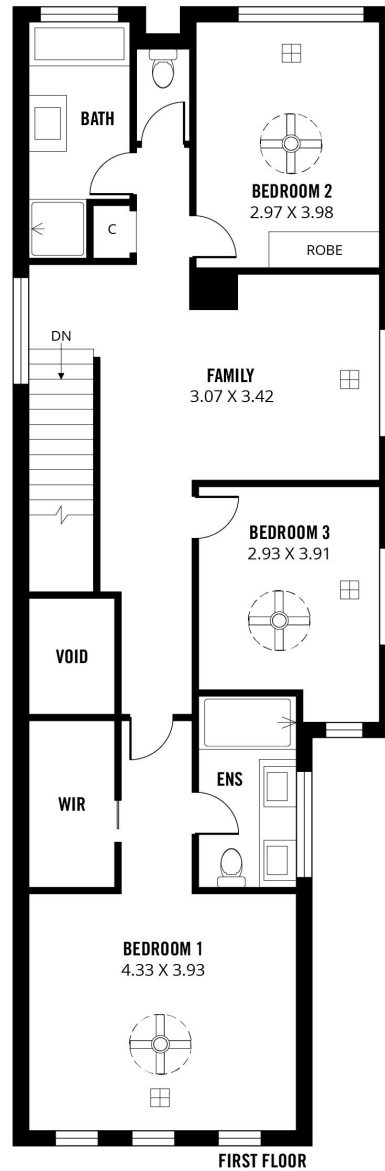 BATH
BEDROOM 2
2.97 X 3.98
C
ROBE
DN
FAMILY
3.07 X 3.42
BEDROOM 3
2.93 X 3.91
VOID
ENS
WIR
BEDROOM 1
4.33 X 3.93
FIRST FLOOR